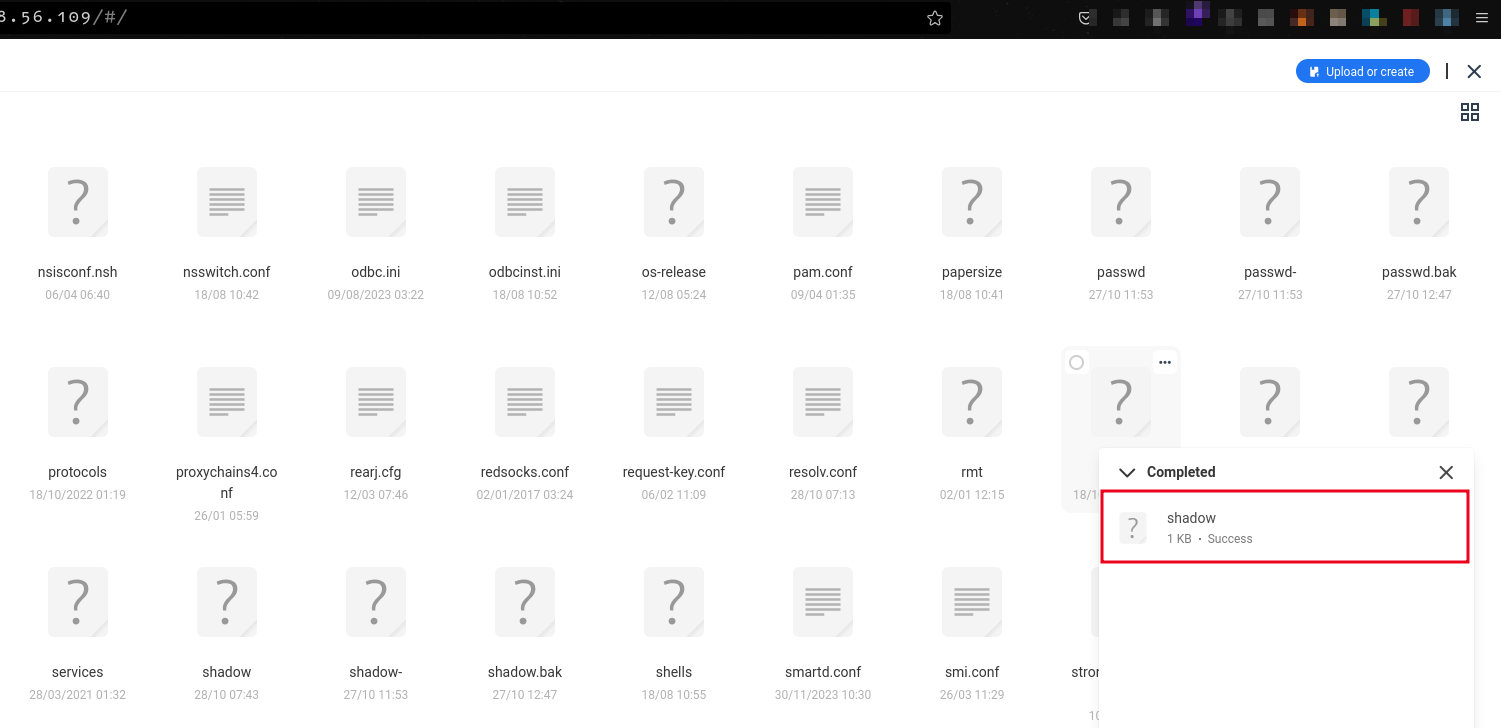 8.56.109/#/
Upload or create
nsisconf.nsh nsswitch.conf odbc.ini odbcinst.ini os-release pam.conf papersize passwd passwd- passwd.bak
06/04 06:40 18/08 10:42 09/08/2023 03:22 18/08 10:52 12/08 05:24 09/04 01:35 18/08 10:41 27/10 11:53 27/10 11:53 27/10 12:47
protocols proxychains4.co rearj.cfg redsocks.conf request-key.conf resolv.conf rmt
nf
18/10/2022 01:19 12/03 07:46 02/01/2017 03:24 06/02 11:09 28/10 07:13 02/01 12:15 18/1
26/01 05:59
Completed
shadow
1 KB • Success
services shadow shadow- shadow.bak shells smartd.conf smi.conf stron
28/03/2021 01:32 28/10 07:43 27/10 11:53 27/10 12:47 18/08 10:55 30/11/2023 10:30 26/03 11:29
10